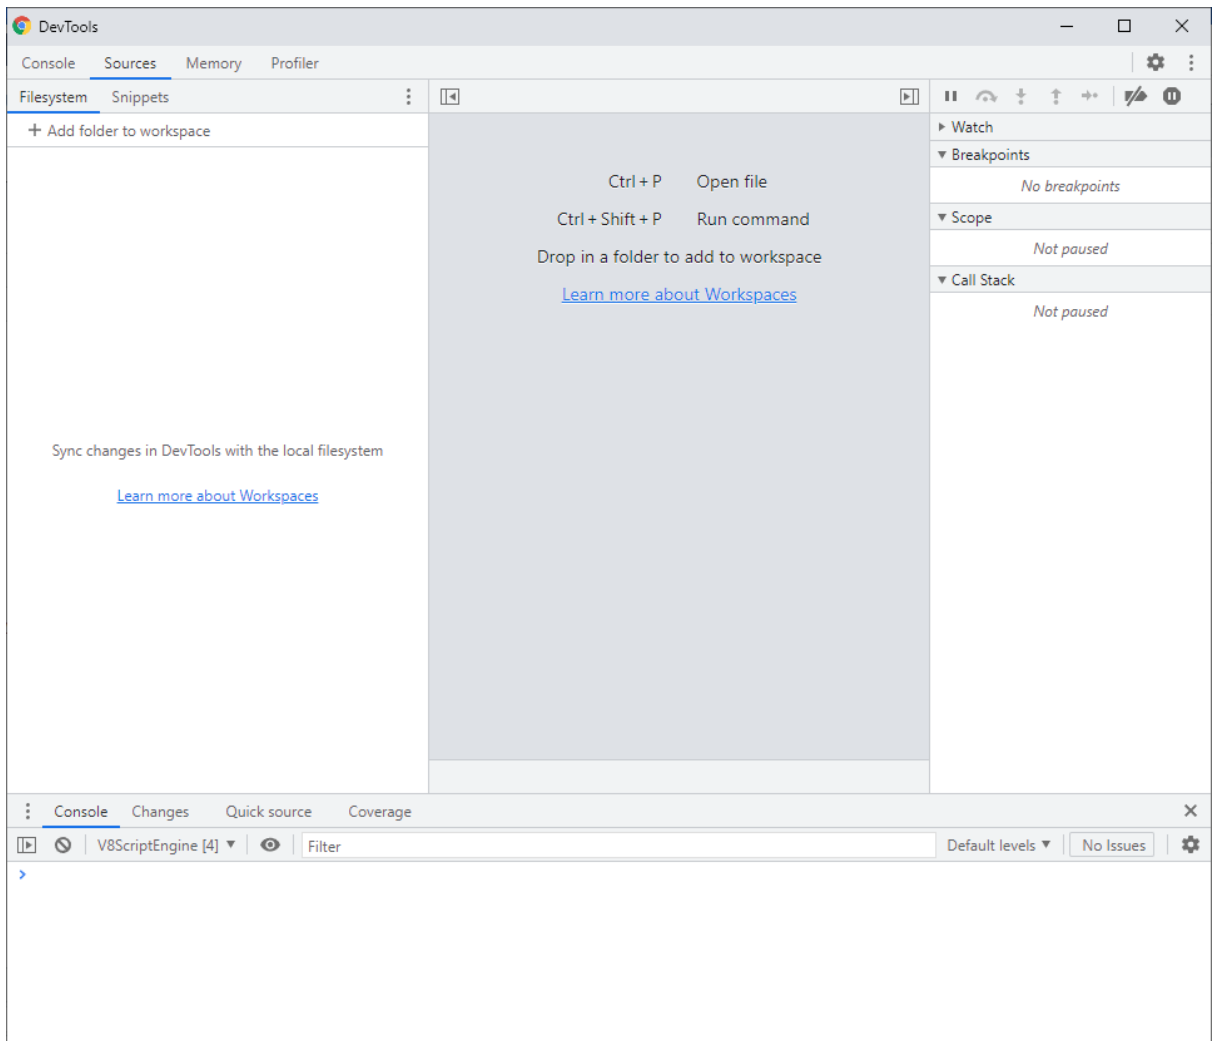 DevTools
Console Sources Memory Profiler
Filesystem Snippets
+ Add folder to workspace
Ctrl + P Open file
Ctrl + Shift + P Run command
Drop in a folder to add to workspace
Learn more about Workspaces
Sync changes in DevTools with the local filesystem
Learn more about Workspaces
Watch
Breakpoints
No breakpoints
Scope
Not paused
Call Stack
Not paused
Console Changes Quick source Coverage
V8ScriptEngine [4] Filter Default levels No Issues